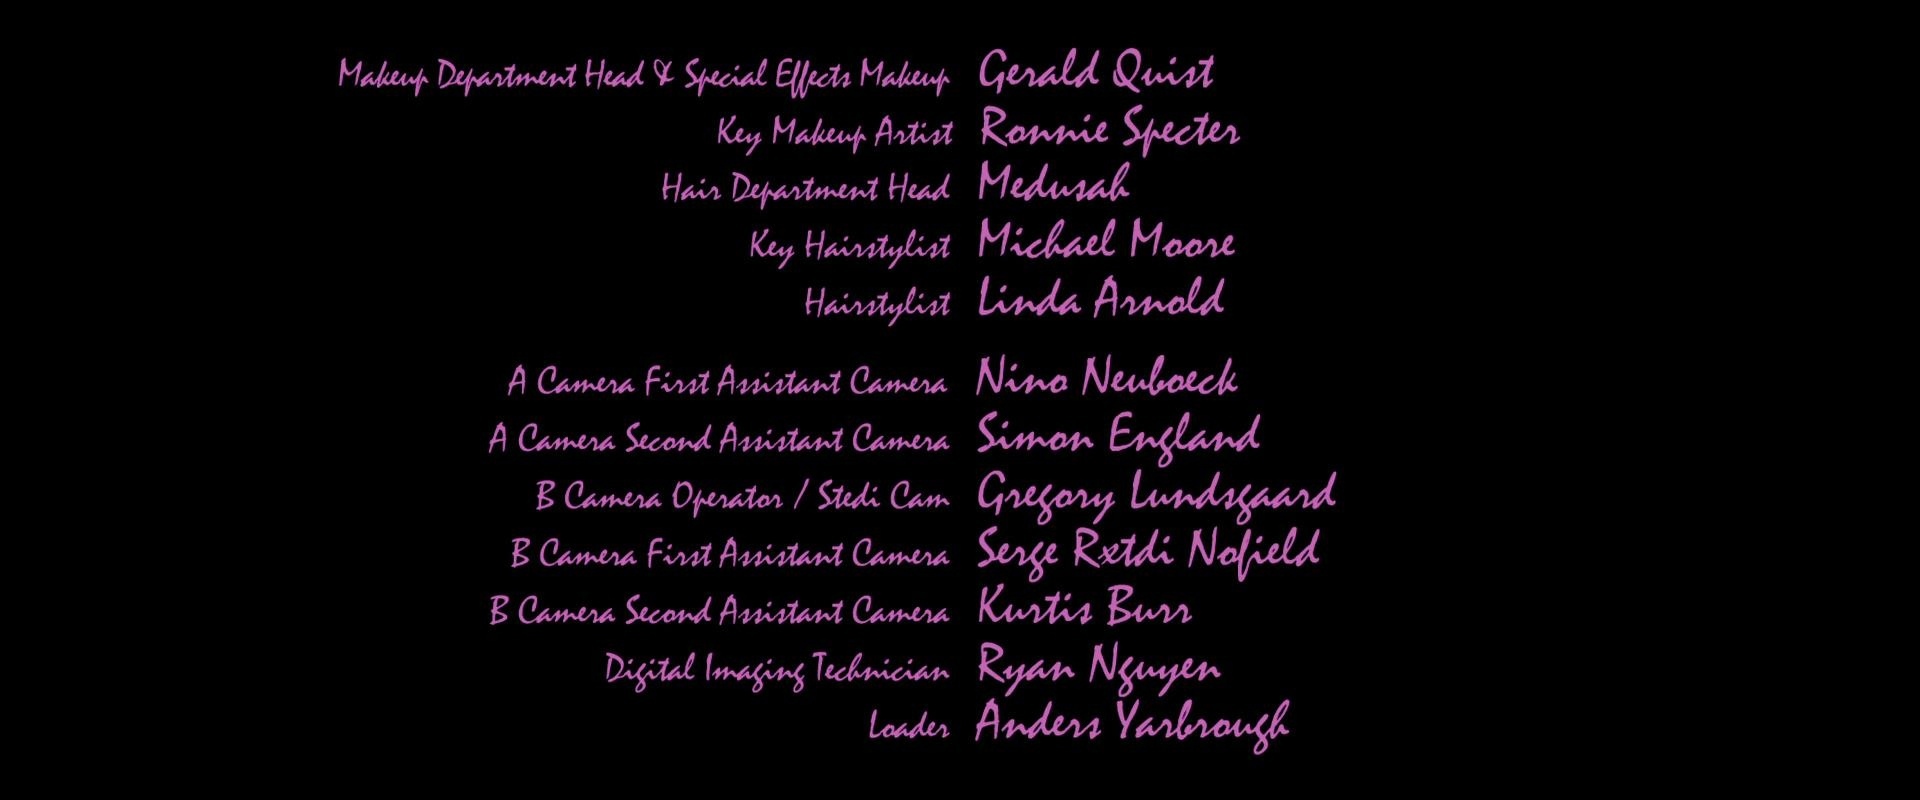 Makeup Department Head & Special Effects Makeup Gerald Quist
Key Makeup Artist Ronnie Specter
Hair Department Head Medusah
Key Hairstylist Michael Moore
Hairstylist Linda Arnold
A Camera First Assistant Camera Nino Neuboeck
A Camera Second Assistant Camera Simon England
B Camera Operator / Stedi Cam Gregory Lundsgaard
B Camera First Assistant Camera Serge Rxtdi Nofield
B Camera Second Assistant Camera Kurtis Burr
Digital Imaging Technician Ryan Nguyen
Loader Anders Yarbrough